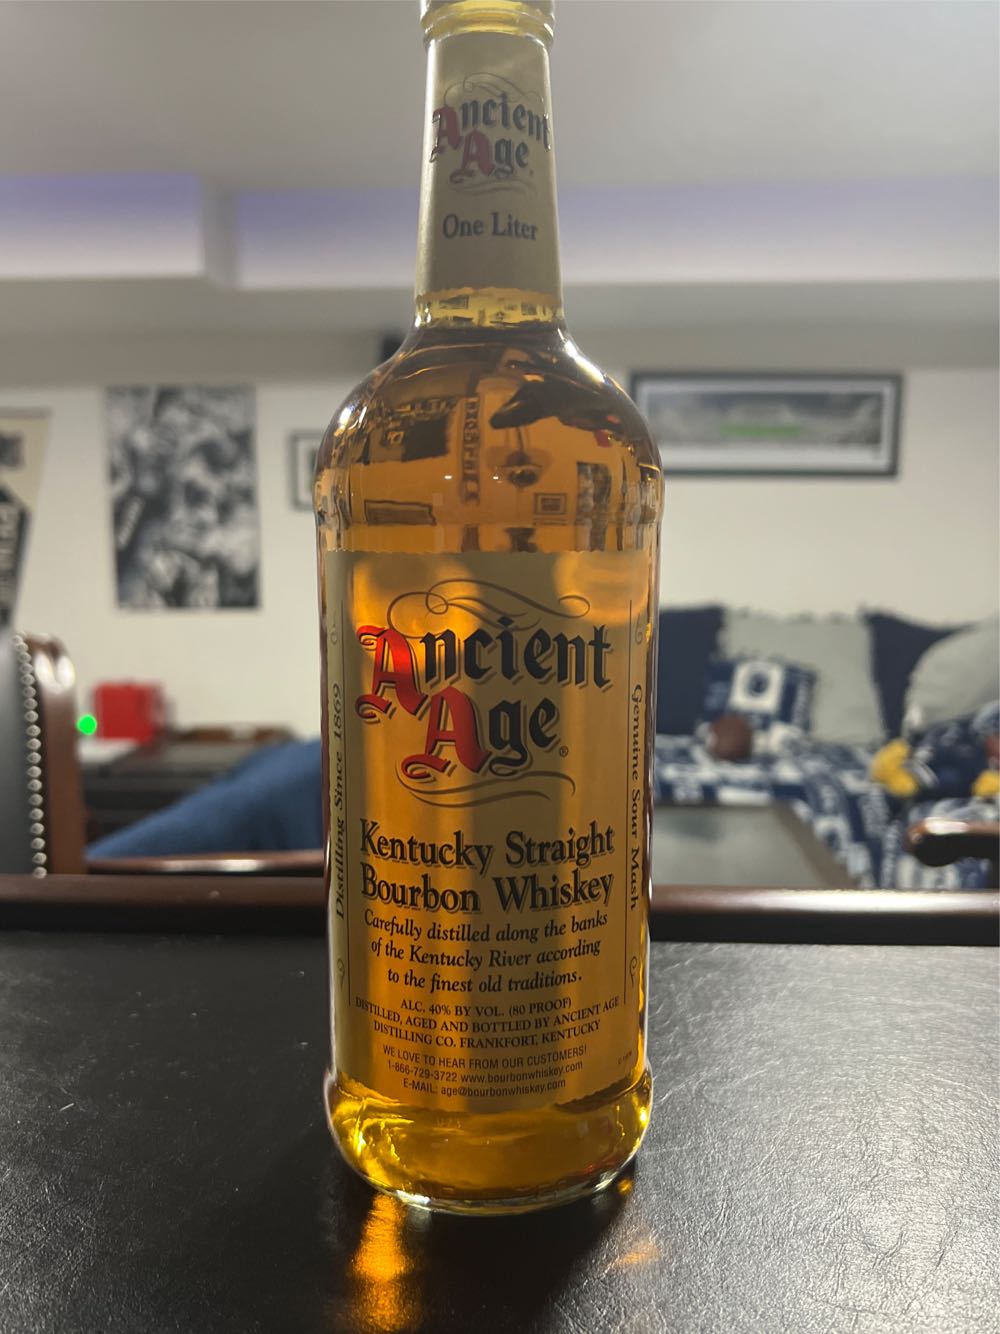 Ancient
Age
One Liter
Ancient
Age®
Distilling Since 1869
Genuine Sour Mash
Kentucky Straight
Bourbon Whiskey
Carefully distilled along the banks
of the Kentucky River according
to the finest old traditions.
ALC. 40% BY VOL. (80 PROOF)
DISTILLED, AGED AND BOTTLED BY ANCIENT AGE
DISTILLING CO. FRANKFORT, KENTUCKY
WE LOVE TO HEAR FROM OUR CUSTOMERS!
1-866-729-3722 www.bourbonwhiskey.com
E-MAIL: age@bourbonwhiskey.com